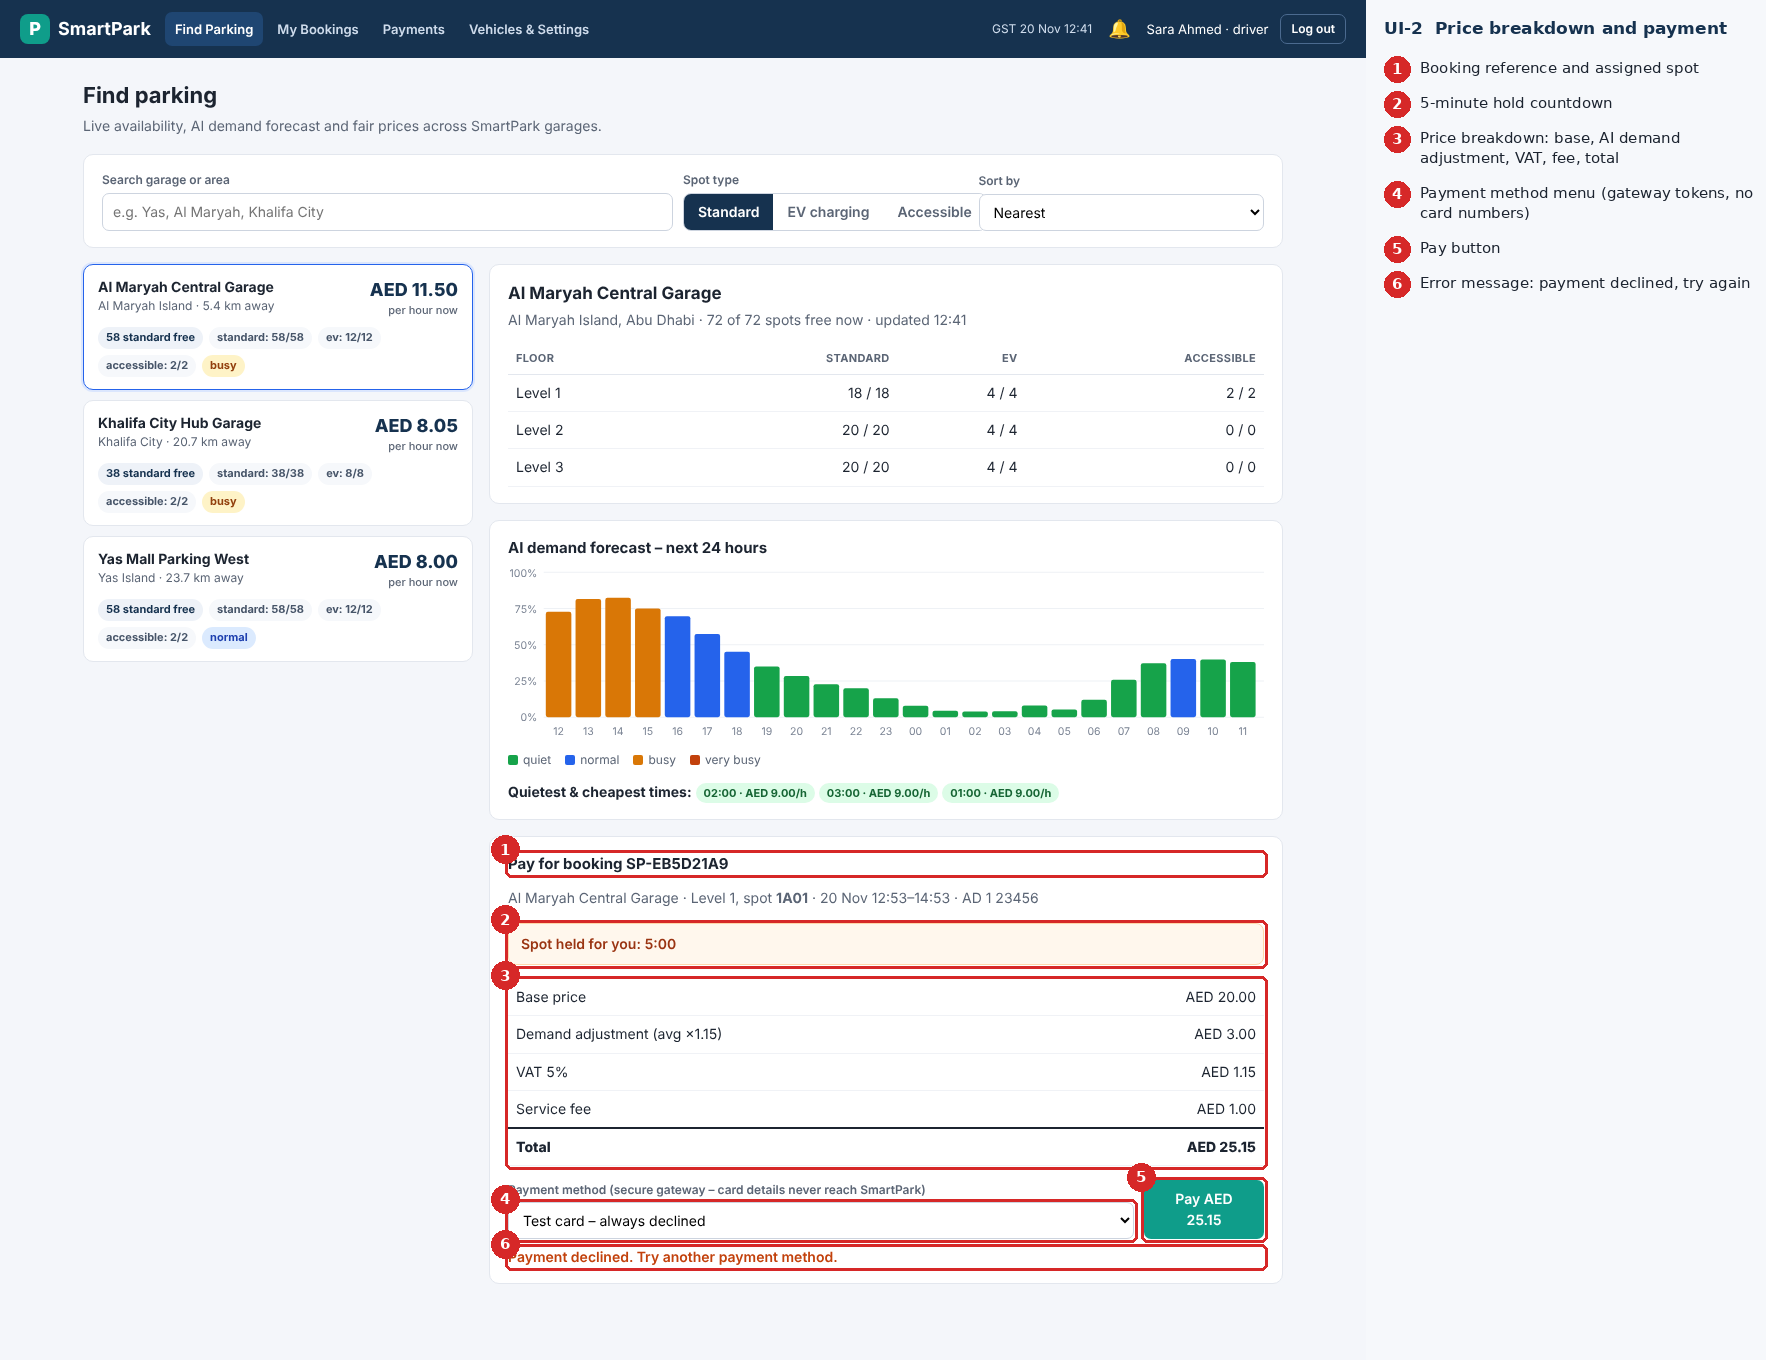 P SmartPark Find Parking My Bookings Payments Vehicles & Settings GST 20 Nov 12:41 Sara Ahmed · driver Log out
Find parking
Live availability, AI demand forecast and fair prices across SmartPark garages.
Search garage or area
e.g. Yas, Al Maryah, Khalifa City
Spot type
Standard EV charging Accessible
Sort by
Nearest
Al Maryah Central Garage
Al Maryah Island · 5.4 km away
AED 11.50
per hour now
58 standard free standard: 58/58 ev: 12/12
accessible: 2/2 busy
Khalifa City Hub Garage
Khalifa City · 20.7 km away
AED 8.05
per hour now
38 standard free standard: 38/38 ev: 8/8
accessible: 2/2 busy
Yas Mall Parking West
Yas Island · 23.7 km away
AED 8.00
per hour now
58 standard free standard: 58/58 ev: 12/12
accessible: 2/2 normal
Al Maryah Central Garage
Al Maryah Island, Abu Dhabi · 72 of 72 spots free now · updated 12:41
FLOOR STANDARD EV ACCESSIBLE
Level 1 18 / 18 4 / 4 2 / 2
Level 2 20 / 20 4 / 4 0 / 0
Level 3 20 / 20 4 / 4 0 / 0
AI demand forecast – next 24 hours
100%
75%
50%
25%
0%
12 13 14 15 16 17 18 19 20 21 22 23 00 01 02 03 04 05 06 07 08 09 10 11
quiet normal busy very busy
Quietest & cheapest times: 02:00 · AED 9.00/h 03:00 · AED 9.00/h 01:00 · AED 9.00/h
1
Pay for booking SP-EB5D21A9
Al Maryah Central Garage · Level 1, spot 1A01 · 20 Nov 12:53–14:53 · AD 1 23456
2
Spot held for you: 5:00
3
Base price AED 20.00
Demand adjustment (avg ×1.15) AED 3.00
VAT 5% AED 1.15
Service fee AED 1.00
Total AED 25.15
Payment method (secure gateway – card details never reach SmartPark)
4
Test card – always declined
5
Pay AED
25.15
6
Payment declined. Try another payment method.
UI-2 Price breakdown and payment
1 Booking reference and assigned spot
2 5-minute hold countdown
3 Price breakdown: base, AI demand
adjustment, VAT, fee, total
4 Payment method menu (gateway tokens, no
card numbers)
5 Pay button
6 Error message: payment declined, try again